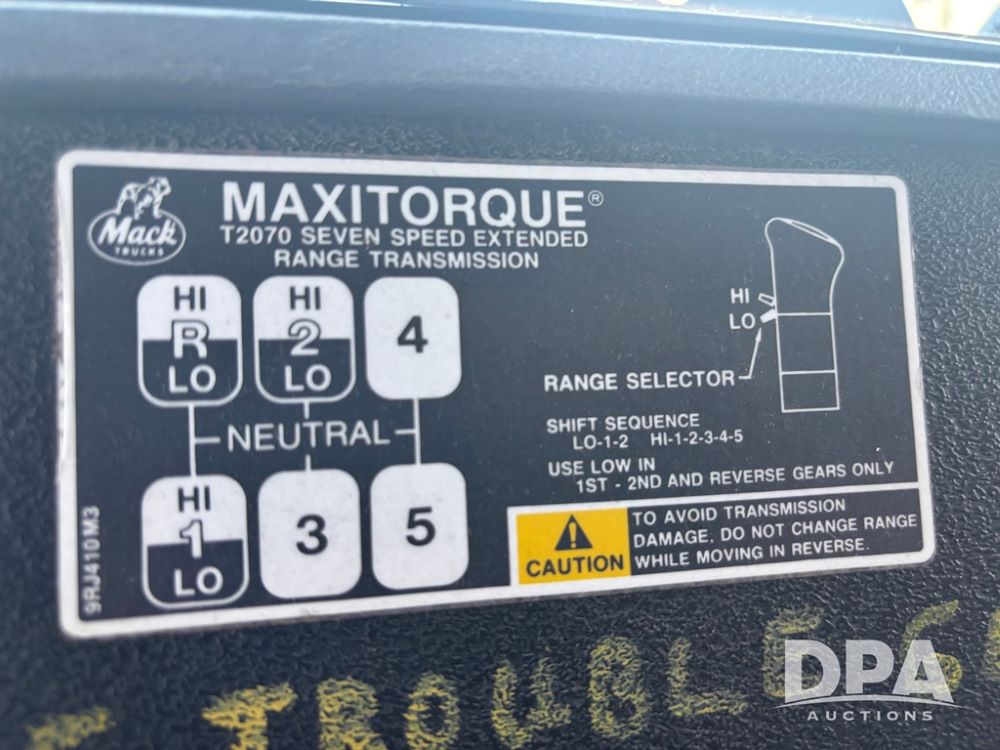 Mack
TRUCKS
MAXITORQUE®
T2070 SEVEN SPEED EXTENDED
RANGE TRANSMISSION
HI
R
LO
HI
2
LO
4
NEUTRAL
HI
1
LO
3
5
HI
LO
RANGE SELECTOR
SHIFT SEQUENCE
LO-1-2 HI-1-2-3-4-5
USE LOW IN
1ST - 2ND AND REVERSE GEARS ONLY
CAUTION
TO AVOID TRANSMISSION
DAMAGE, DO NOT CHANGE RANGE
WHILE MOVING IN REVERSE.
9RJ410M3
TROUBLE
DPA
AUCTIONS